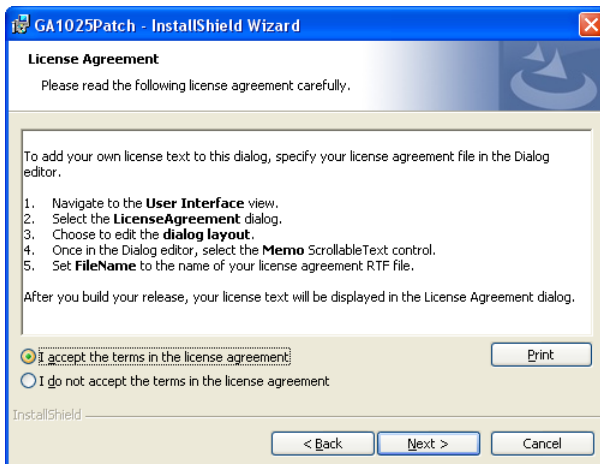 GA1025Patch - InstallShield Wizard
License Agreement
Please read the following license agreement carefully.
To add your own license text to this dialog, specify your license agreement file in the Dialog
editor.
1. Navigate to the User Interface view.
2. Select the LicenseAgreement dialog.
3. Choose to edit the dialog layout.
4. Once in the Dialog editor, select the Memo ScrollableText control.
5. Set FileName to the name of your license agreement RTF file.
After you build your release, your license text will be displayed in the License Agreement dialog.
I accept the terms in the license agreement
Print
I do not accept the terms in the license agreement
InstallShield
< Back
Next >
Cancel